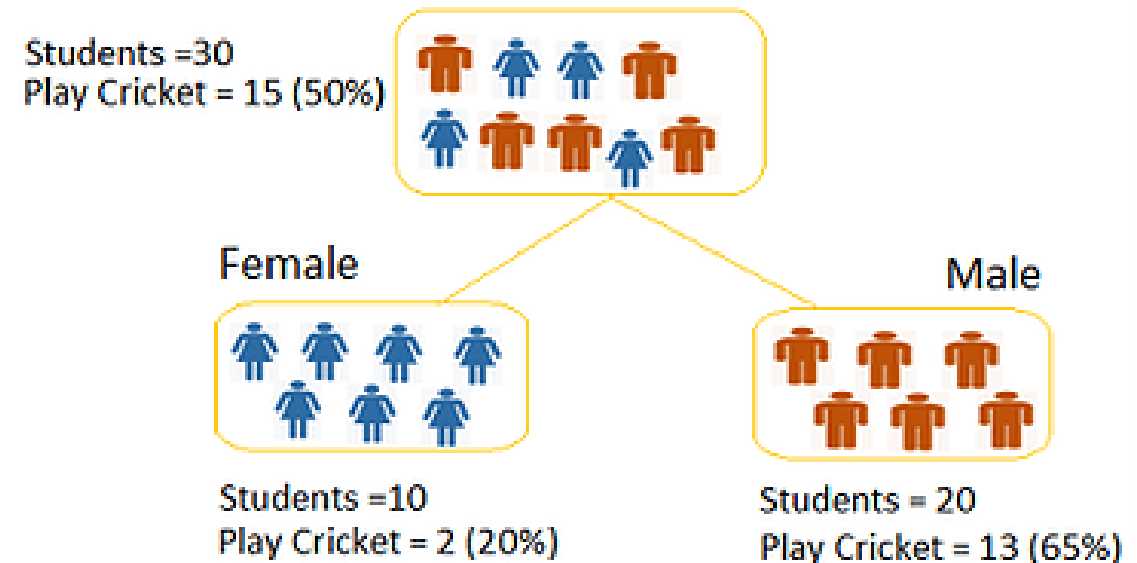 Students =30
Play Cricket = 15 (50%)
Female
Male
Students =10
Play Cricket = 2 (20%)
Students = 20
Play Cricket = 13 (65%)